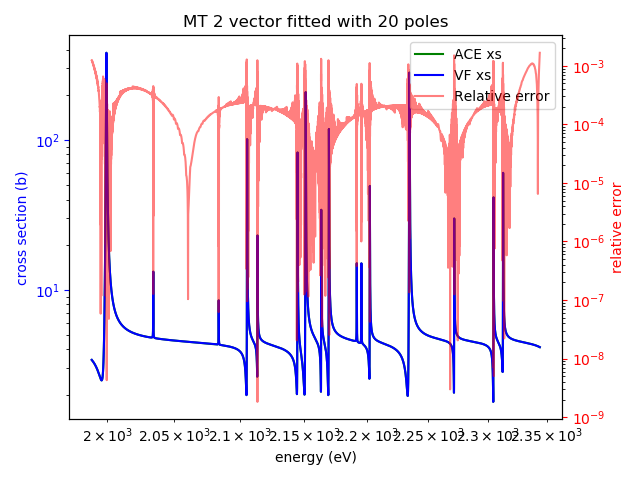 MT 2 vector fitted with 20 poles
ACE xs
VF xs
Relative error
cross section (b)
10²
10¹
10⁻³
10⁻⁴
10⁻⁵
10⁻⁶
10⁻⁷
10⁻⁸
10⁻⁹
relative error
2 × 10³ 2.05 × 10³ 2.1 × 10³ 2.15 × 10³ 2.2 × 10³ 2.25 × 10³ 2.3 × 10³ 2.35 × 10³
energy (eV)